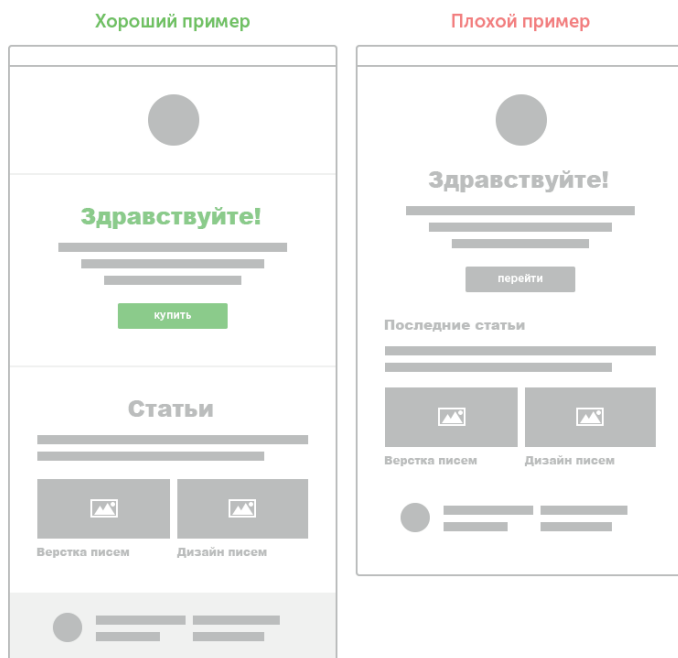 Хороший пример
Плохой пример
Здравствуйте!
купить
Статьи
Верстка писем
Дизайн писем
Здравствуйте!
перейти
Последние статьи
Верстка писем
Дизайн писем